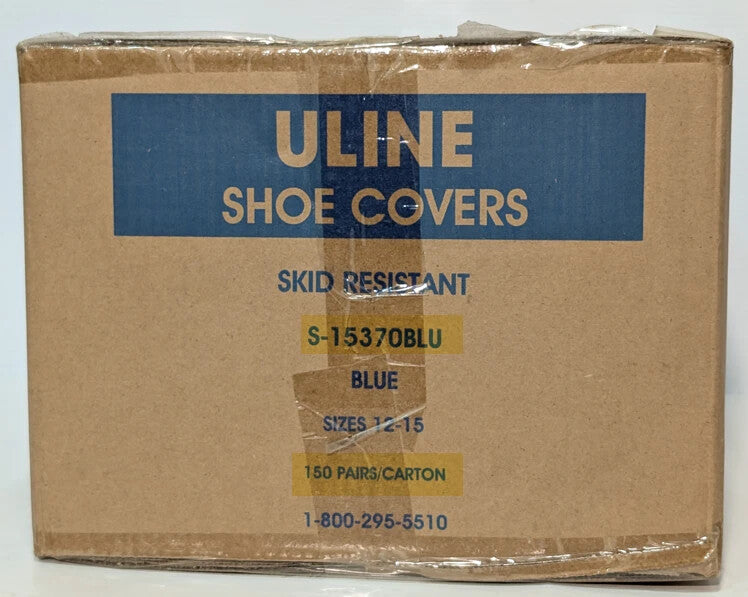 ULINE
SHOE COVERS
SKID RESISTANT
S-15370BLU
BLUE
SIZES 12-15
150 PAIRS/CARTON
1-800-295-5510